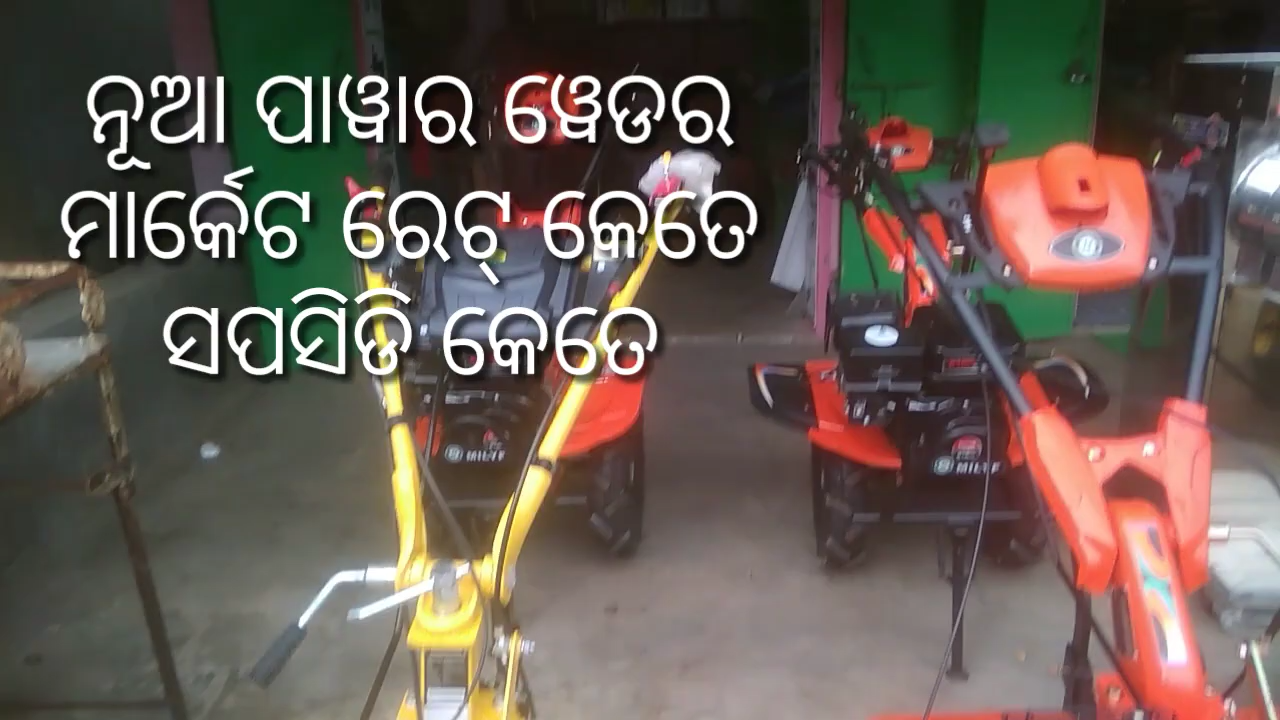 ନୂଆ ପାୱାର ୱେଡର
ମାର୍କେଟ ରେଟ୍ କେତେ
ସପସିଡି କେତେ